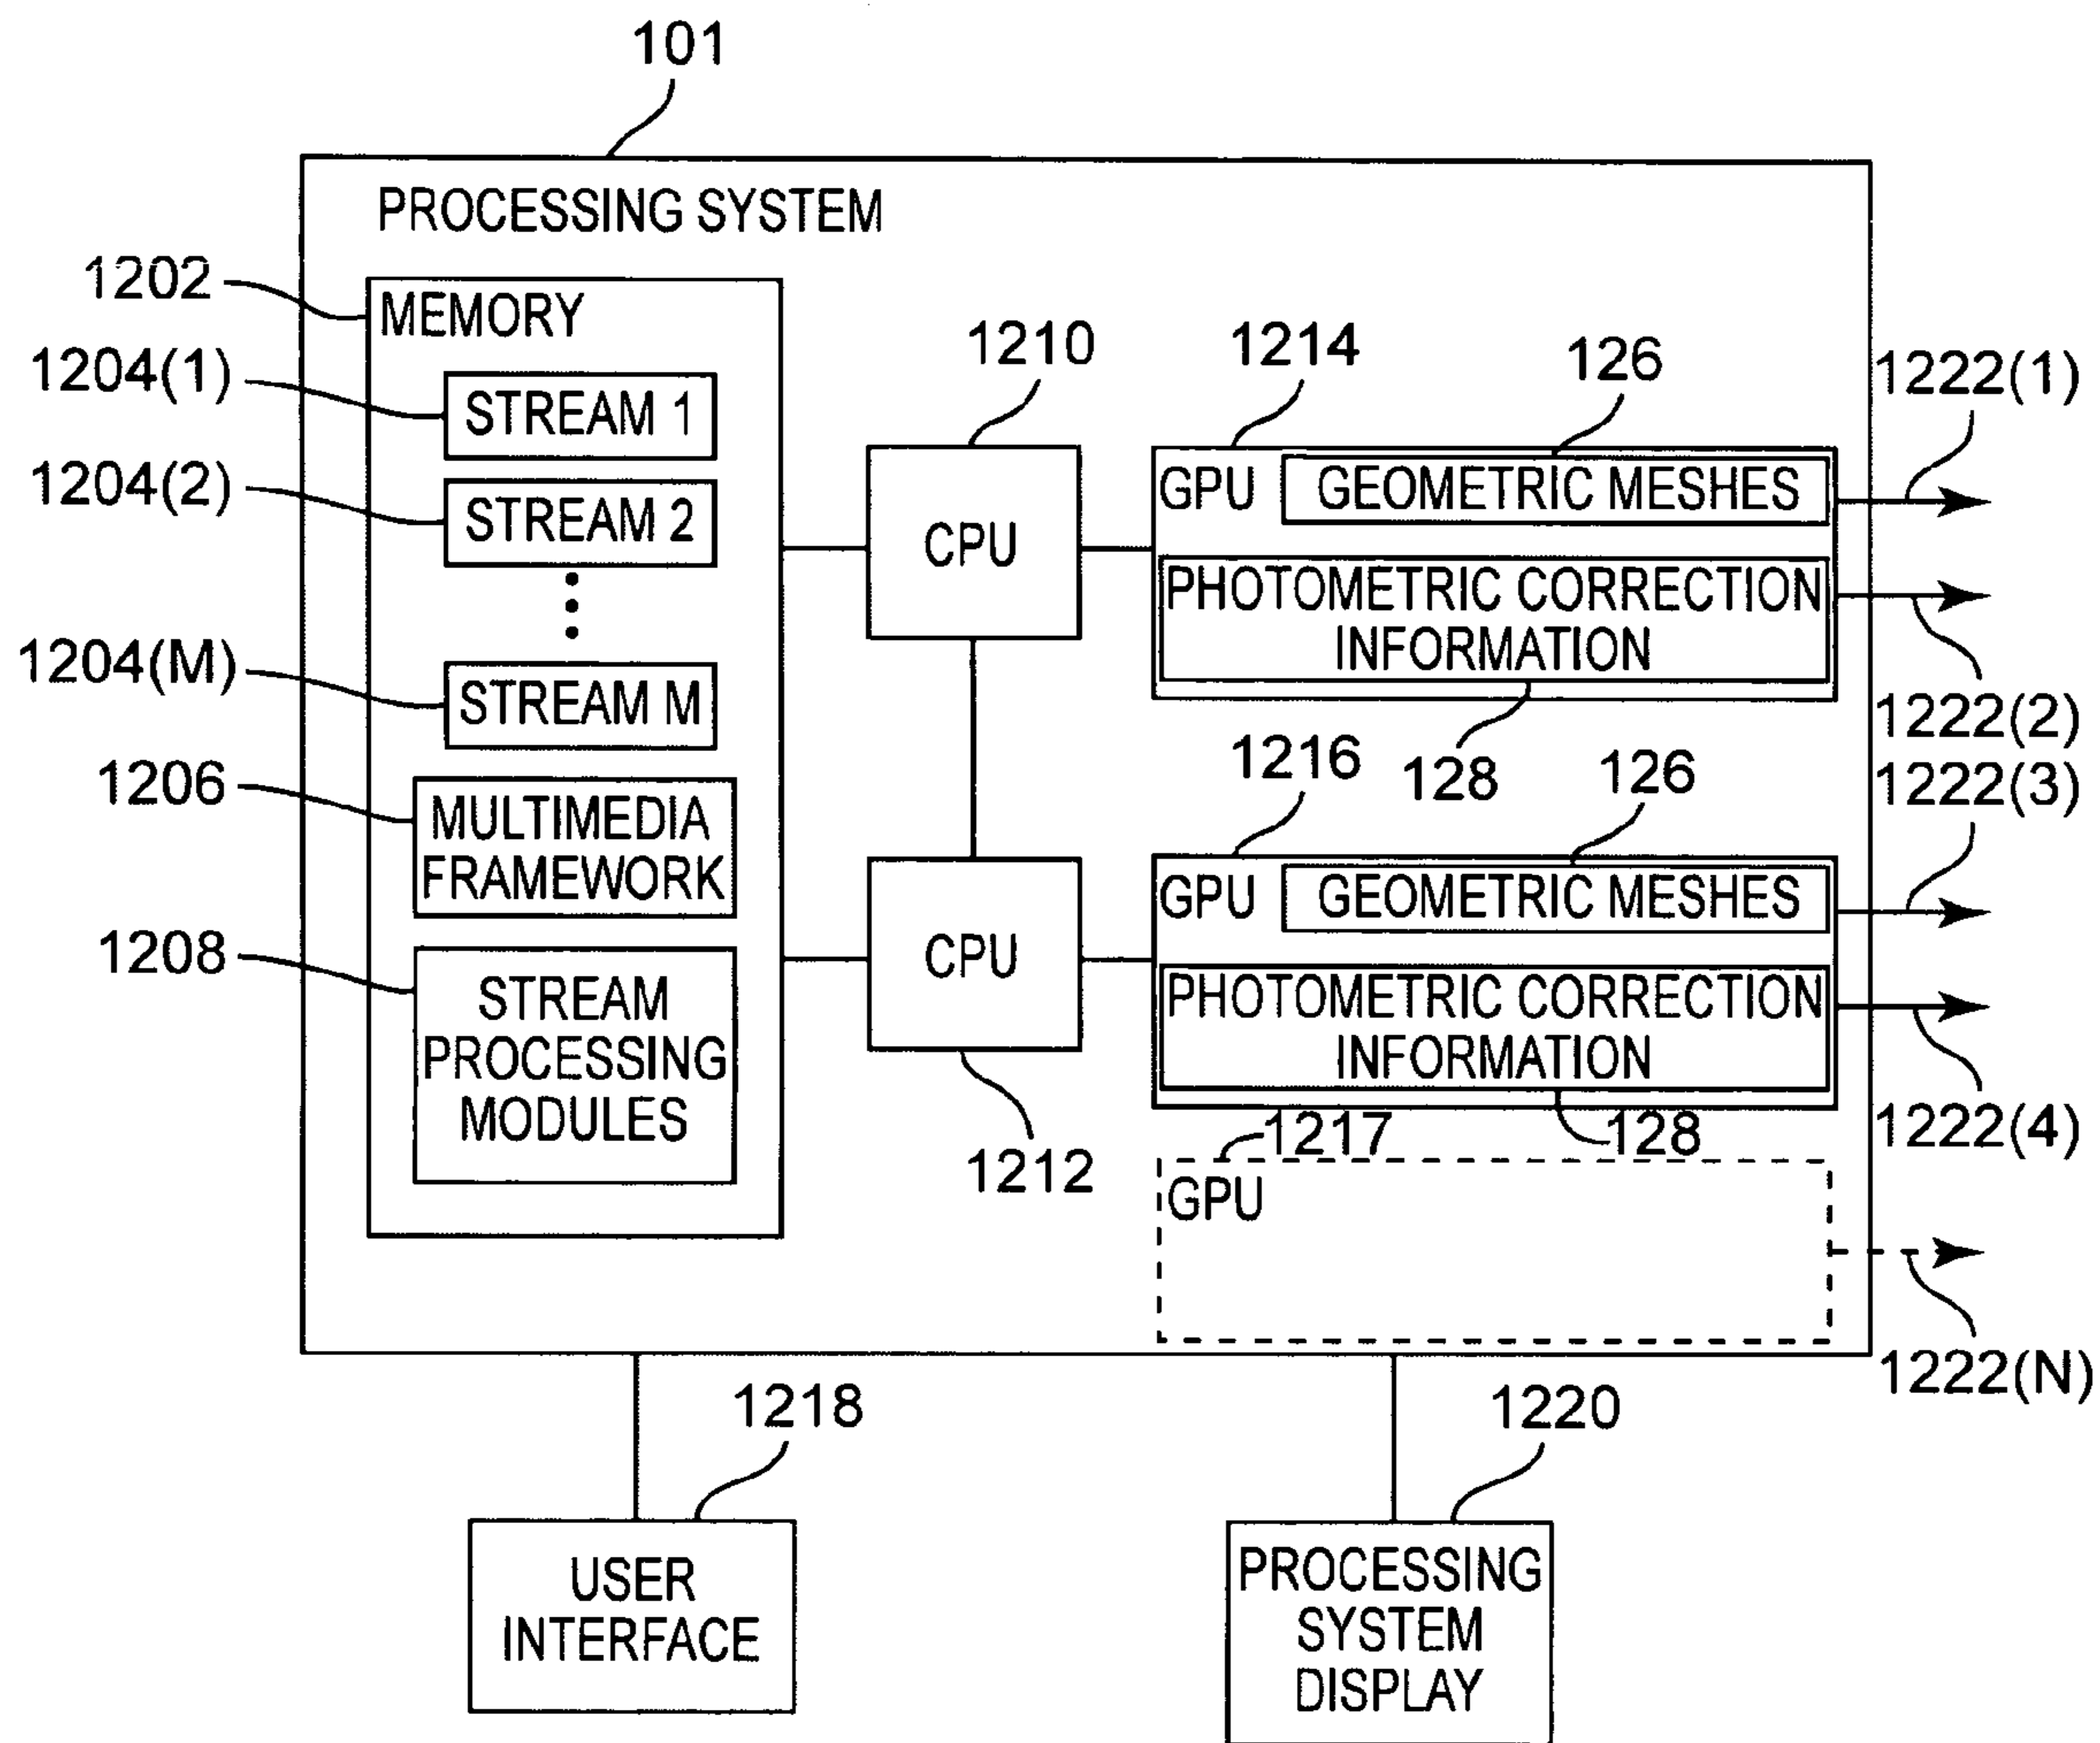 101
PROCESSING SYSTEM
1202
MEMORY
1204(1)
STREAM 1
1204(2)
STREAM 2
1204(M)
STREAM M
1206
MULTIMEDIA
FRAMEWORK
1208
STREAM
PROCESSING
MODULES
1210
CPU
1212
CPU
1214
126
1222(1)
GPU
GEOMETRIC MESHES
PHOTOMETRIC CORRECTION
INFORMATION
128
1222(2)
1216
126
1222(3)
GPU
GEOMETRIC MESHES
PHOTOMETRIC CORRECTION
INFORMATION
1217
128
1222(4)
GPU
1222(N)
1218
USER
INTERFACE
1220
PROCESSING
SYSTEM
DISPLAY